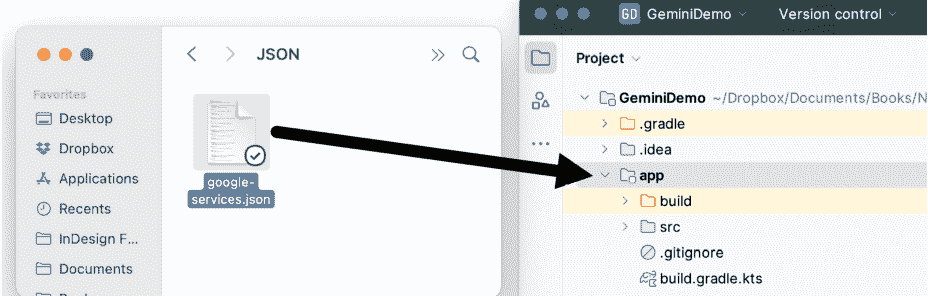 JSON
Favorites
Desktop
Dropbox
Applications
Recents
InDesign F...
Documents
google-
services.json
GD GeminiDemo Version control
Project
GeminiDemo ~/Dropbox/Documents/Books/N
.gradle
.idea
app
build
src
.gitignore
build.gradle.kts